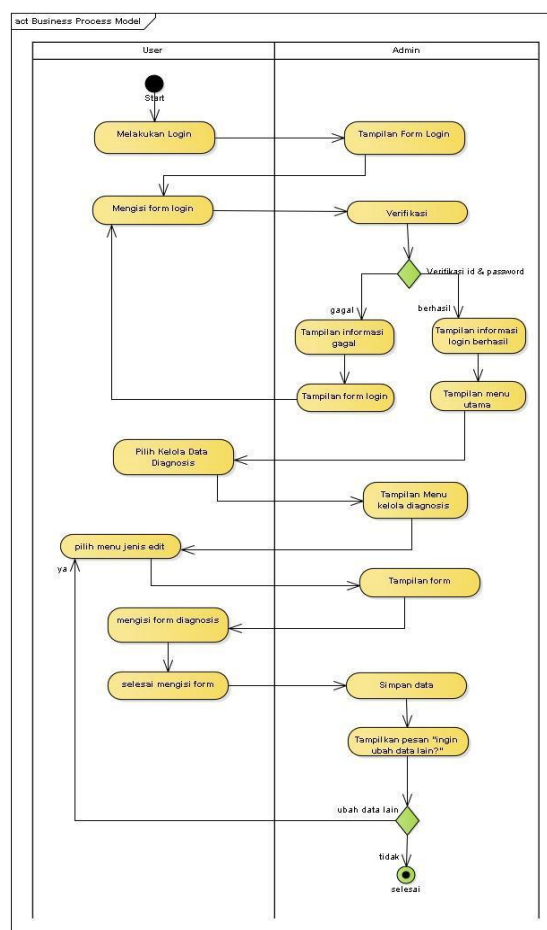 act Business Process Model
User
Admin
Start
Melakukan Login
Tampilan Form Login
Mengisi form login
Verifikasi
Verifikasi id & password
gagal
berhasil
Tampilan informasi
gagal
Tampilan informasi
login berhasil
Tampilan form login
Tampilan menu
utama
Pilih Kelola Data
Diagnosis
Tampilan Menu
kelola diagnosis
pilih menu jenis edit
ya
Tampilan form
mengisi form diagnosis
selesai mengisi form
Simpan data
Tampilkan pesan "ingin
ubah data lain?"
ubah data lain
tidak
selesai